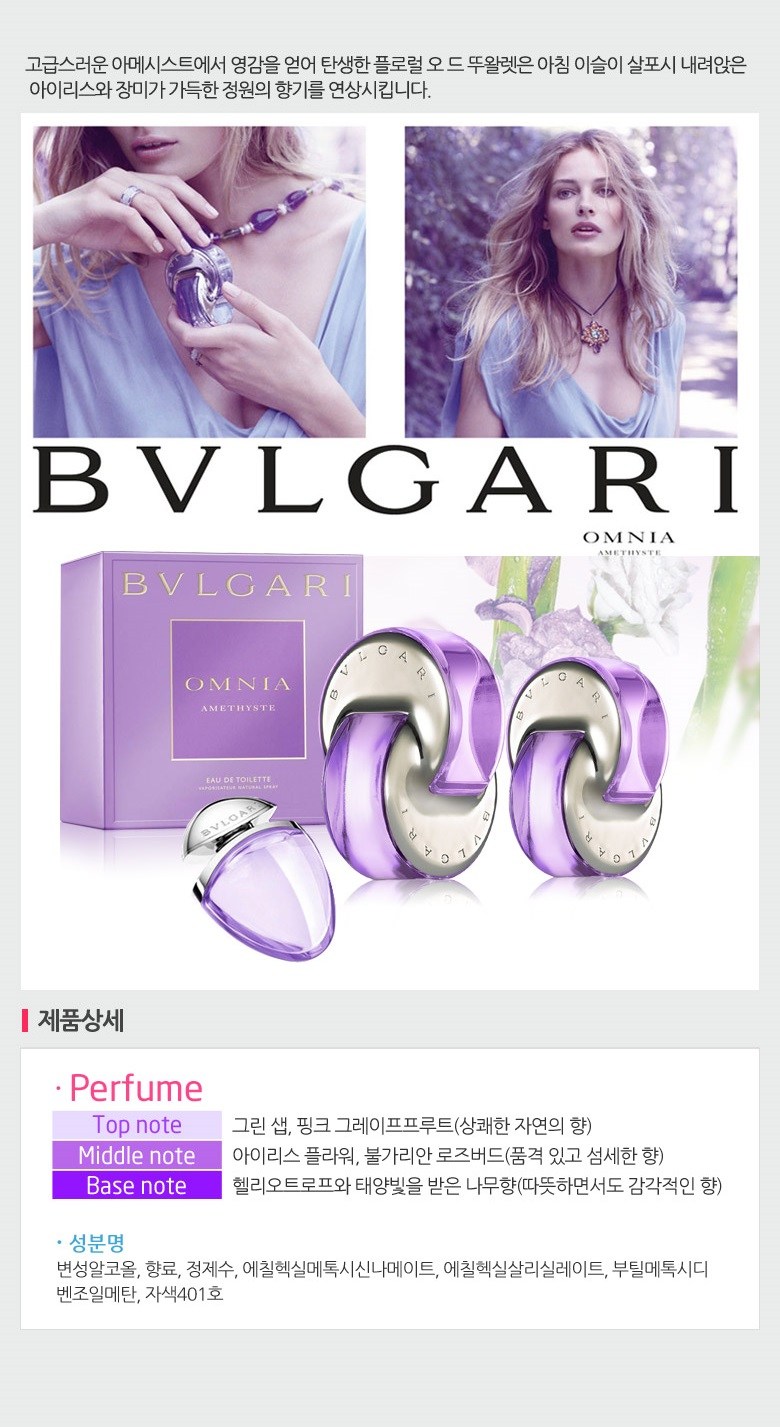 고급스러운 아메시스트에서 영감을 얻어 탄생한 플로럴 오 드 뚜왈렛은 아침 이슬이 살포시 내려앉은
아이리스와 장미가 가득한 정원의 향기를 연상시킵니다.
BVLGARI
OMNIA
AMETHYSTE
BVLGARI
OMNIA
AMETHYSTE
EAU DE TOILETTE
VAPORISATEUR NATURAL SPRAY
BVLGARI
BVLGARI
BVLGARI
BVLGARI
BVLGARI
제품상세
· Perfume
Top note 그린 샙, 핑크 그레이프프루트(상쾌한 자연의 향)
Middle note 아이리스 플라워, 불가리안 로즈버드(품격 있고 섬세한 향)
Base note 헬리오트로프와 태양빛을 받은 나무향(따뜻하면서도 감각적인 향)
· 성분명
변성알코올, 향료, 정제수, 에칠헥실메톡시신나메이트, 에칠헥실살리실레이트, 부틸메톡시디
벤조일메탄, 자색401호